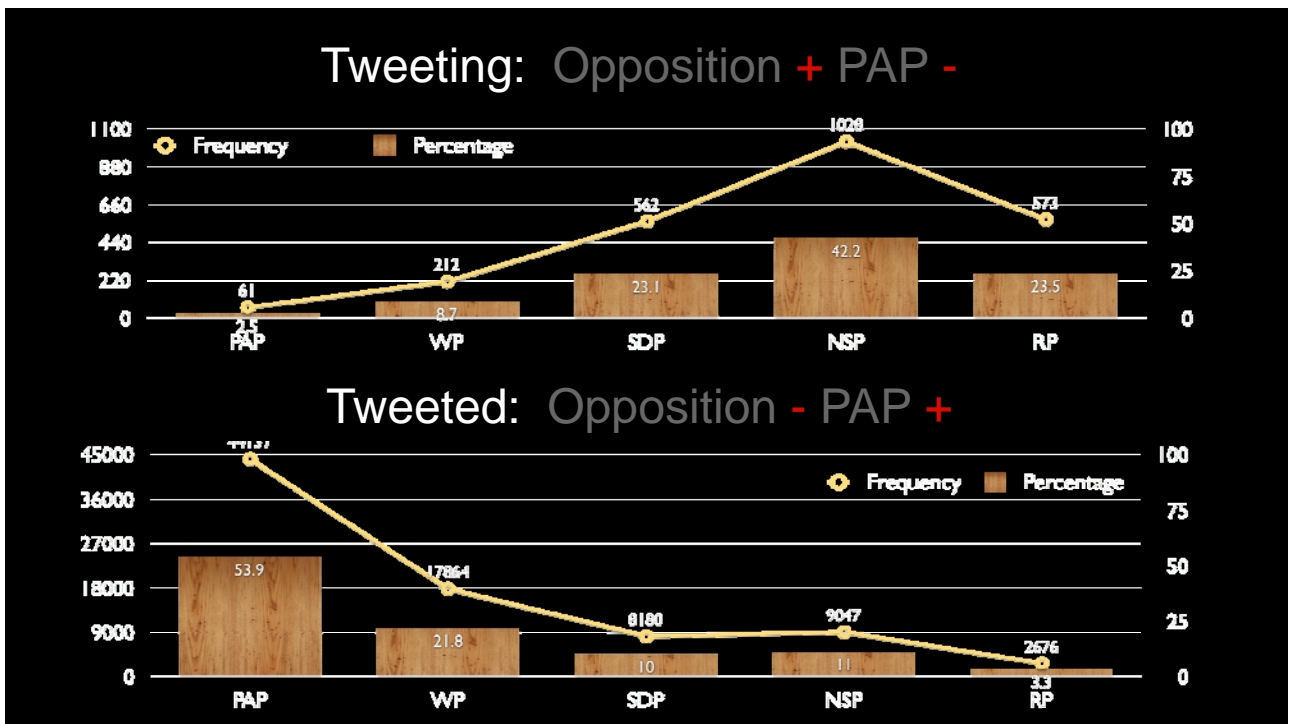 Tweeting: Opposition + PAP -
1100
880
660
440
220
0
Frequency
Percentage
100
75
50
25
0
61
212
562
1028
573
2.5
8.7
23.1
42.2
23.5
PAP
WP
SDP
NSP
RP
Tweeted: Opposition - PAP +
45000
36000
27000
18000
9000
0
Frequency
Percentage
100
75
50
25
0
17864
8180
9047
2676
53.9
21.8
10
11
3.3
PAP
WP
SDP
NSP
RP